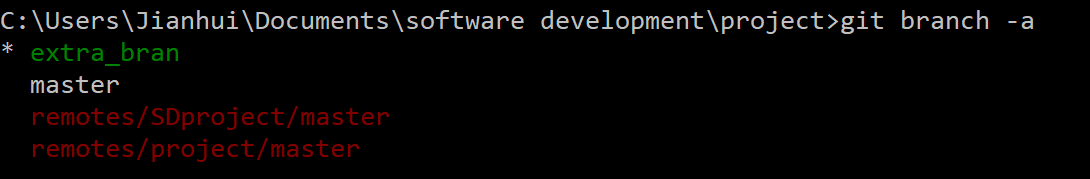 C:\Users\Jianhui\Documents\software development\project>git branch -a
* extra_bran
master
remotes/SDproject/master
remotes/project/master